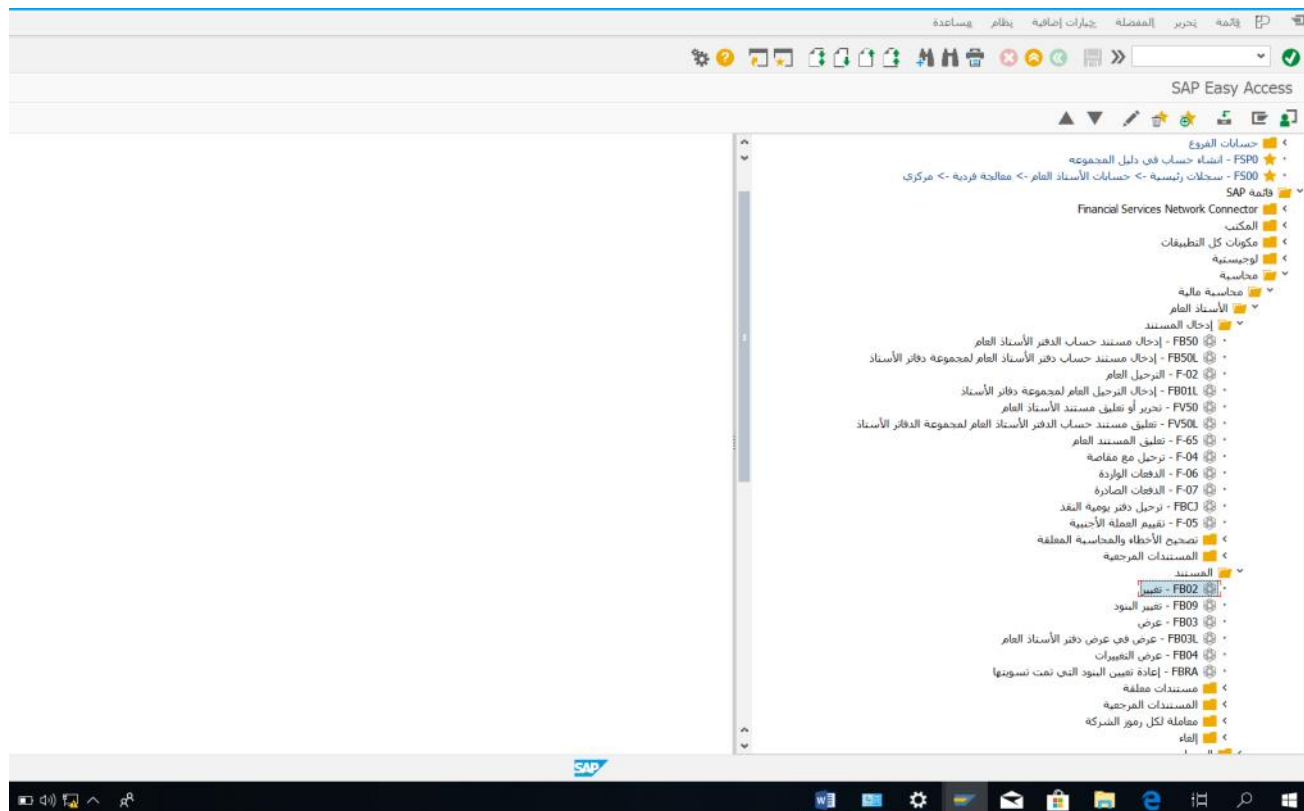 قائمة تحرير المفضلة خيارات إضافية نظام مساعدة
SAP Easy Access
حسابات الفروع
FSP0 - انشاء حساب في دليل المجموعه
FS00 - سجلات رئيسية -> حسابات الأستاذ العام -> معالجة فردية -> مركزي
قائمة SAP
Financial Services Network Connector
المكتب
مكونات كل التطبيقات
لوجيستية
محاسبة
محاسبة مالية
الأستاذ العام
إدخال المستند
FB50 - إدخال مستند حساب الدفتر الأستاذ العام
FB50L - إدخال مستند حساب دفتر الأستاذ العام لمجموعة دفاتر الأستاذ
F-02 - الترحيل العام
FB01L - إدخال الترحيل العام لمجموعة دفاتر الأستاذ
FV50 - تحرير أو تعليق مستند الأستاذ العام
FV50L - تعليق مستند حساب الدفتر الأستاذ العام لمجموعة الدفاتر الأستاذ
F-65 - تعليق المستند العام
F-04 - ترحيل مع مقاصة
F-06 - الدفعات الواردة
F-07 - الدفعات الصادرة
FBCJ - ترحيل دفتر يومية النقد
F-05 - تقييم العملة الأجنبية
تصحيح الأخطاء والمحاسبة المعلقة
المستندات المرجعية
المستند
FB02 - تغيير
FB09 - تغيير البنود
FB03 - عرض
FB03L - عرض في عرض دفتر الأستاذ العام
FB04 - عرض التغييرات
FBRA - إعادة تعيين البنود التي تمت تسويتها
مستندات معلقة
المستندات المرجعية
معاملة لكل رموز الشركة
إلغاء
SAP